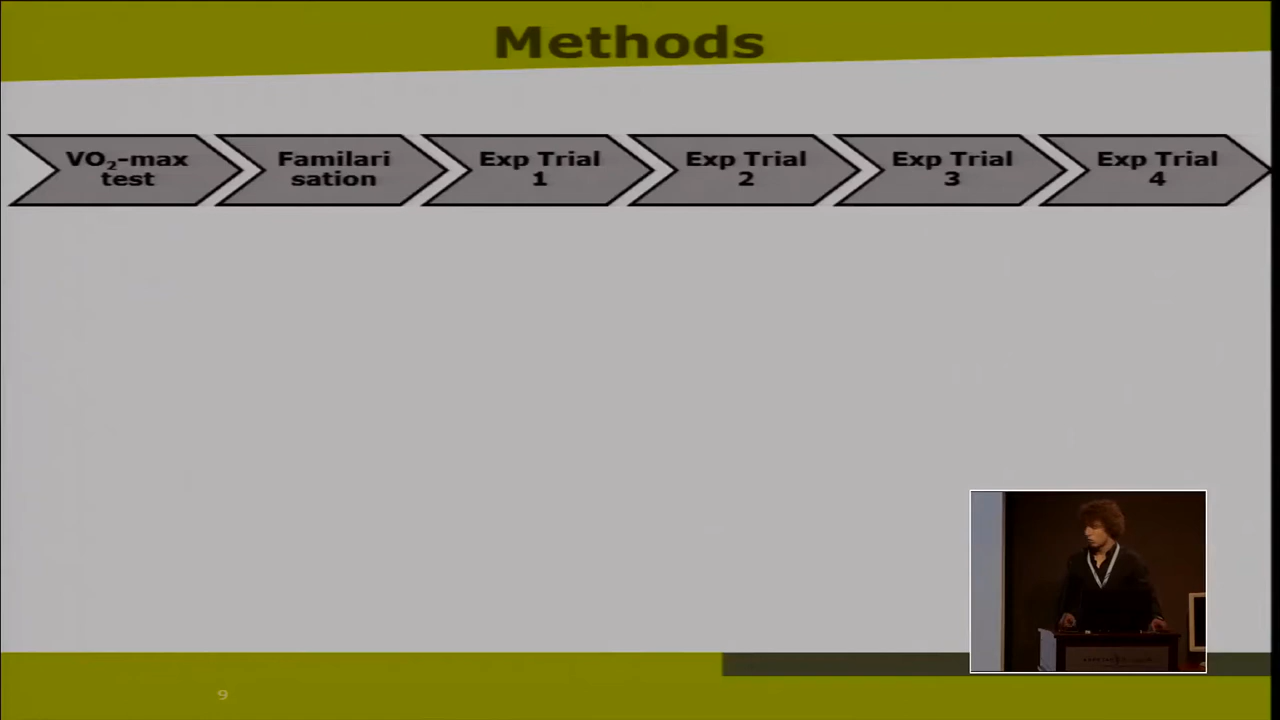 Methods
VO₂-max
test
Familari
sation
Exp Trial
1
Exp Trial
2
Exp Trial
3
Exp Trial
4
9